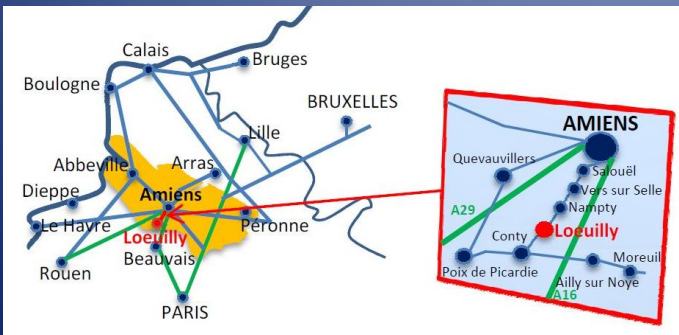 Calais
Bruges
Boulogne
BRUXELLES
Lille
Abbeville
Arras
Dieppe
Amiens
Le Havre
Péronne
Loeuilly
Beauvais
Rouen
PARIS
AMIENS
Quevauvillers
Salouël
Vers sur Selle
A29
Nampty
Loeuilly
Conty
Poix de Picardie
Moreuil
Ailly sur Noye
A16